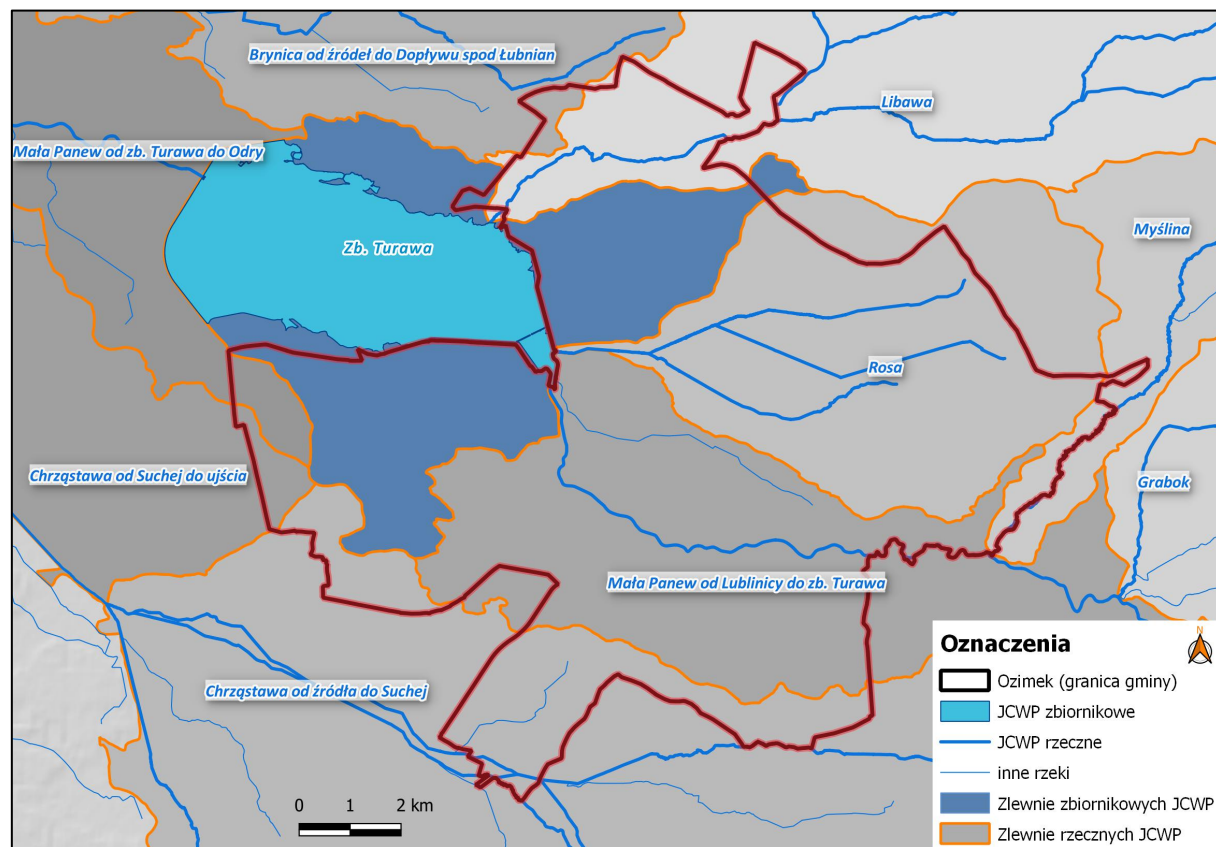 Brynica od źródeł do Dopływu spod Łubnian
Libawa
Mała Panew od zb. Turawa do Odry
Zb. Turawa
Myślina
Rosa
Chrząstawa od Suchej do ujścia
Grabok
Mała Panew od Lublinicy do zb. Turawa
Chrząstawa od źródła do Suchej
0 1 2 km
Oznaczenia
N
Ozimek (granica gminy)
JCWP zbiornikowe
JCWP rzeczne
inne rzeki
Zlewnie zbiornikowych JCWP
Zlewnie rzecznych JCWP